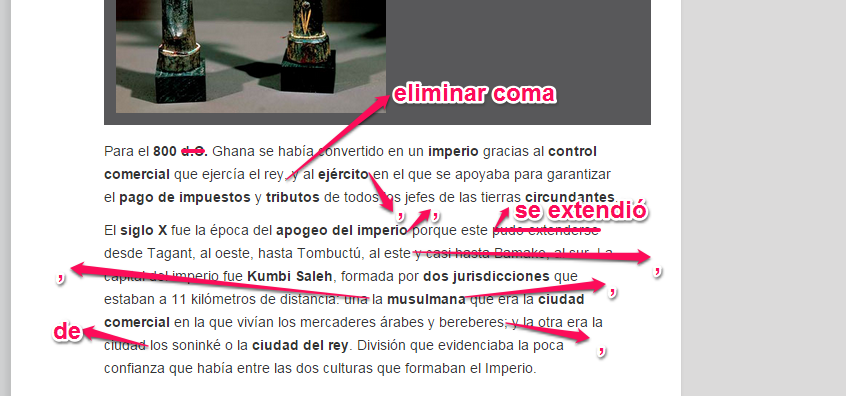 eliminar coma
Para el 800 d.C. Ghana se había convertido en un imperio gracias al control
comercial que ejercía el rey, y al ejército en el que se apoyaba para garantizar
el pago de impuestos y tributos de todos los jefes de las tierras circundantes.
, ,
se extendió
El siglo X fue la época del apogeo del imperio porque este pudo extenderse
desde Tagant, al oeste, hasta Tombuctú, al este y casi hasta Bamako, al sur. La
, ,
capital del imperio fue Kumbi Saleh, formada por dos jurisdicciones que
,
estaban a 11 kilómetros de distancia: una la musulmana que era la ciudad
comercial en la que vivían los mercaderes árabes y bereberes; y la otra era la
de
,
ciudad los soninké o la ciudad del rey. División que evidenciaba la poca
confianza que había entre las dos culturas que formaban el Imperio.